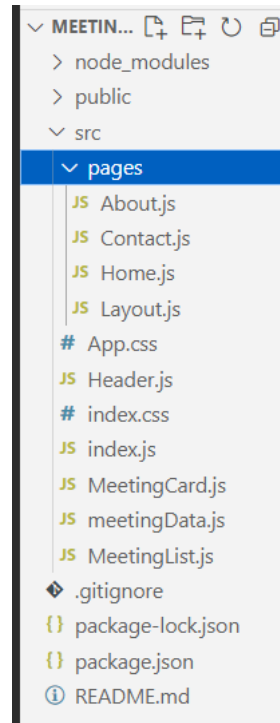 MEETIN...
node_modules
public
src
pages
JS About.js
JS Contact.js
JS Home.js
JS Layout.js
# App.css
JS Header.js
# index.css
JS index.js
JS MeetingCard.js
JS meetingData.js
JS MeetingList.js
.gitignore
{} package-lock.json
{} package.json
README.md